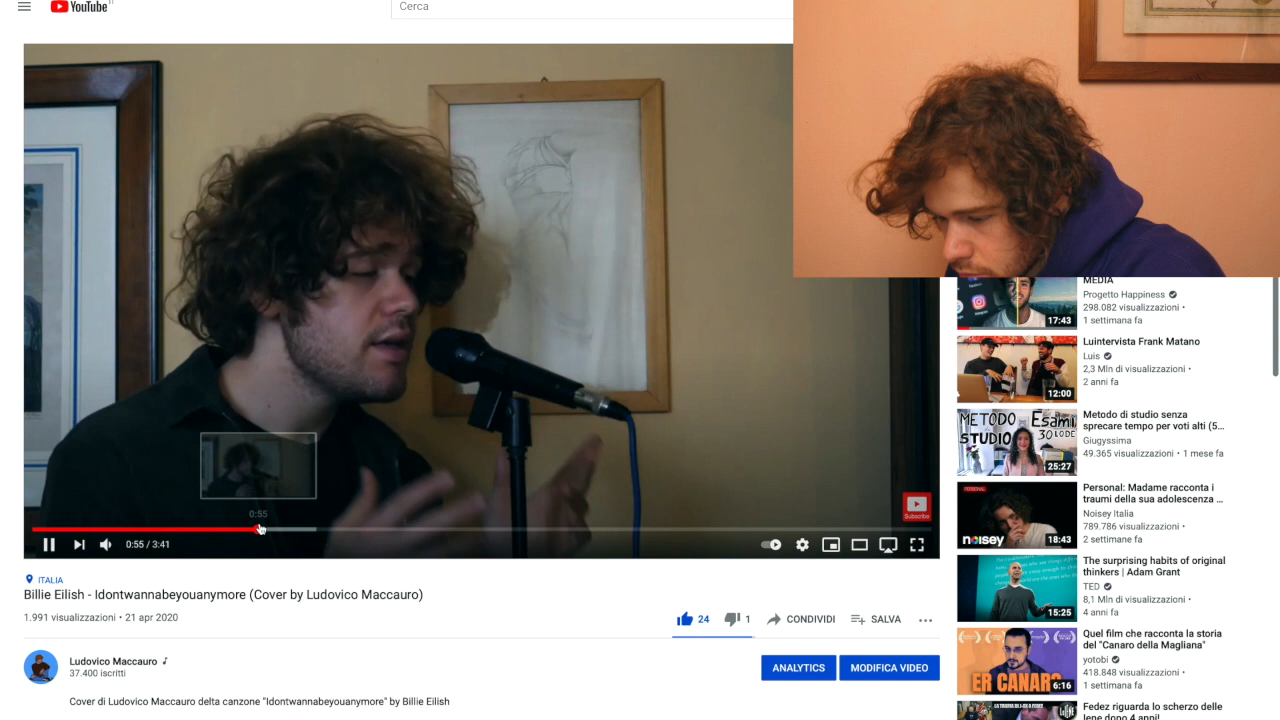 YouTube
IT
Cerca
Subscribe
0:55
0:55 / 3:41
ITALIA
Billie Eilish - Idontwannabeyouanymore (Cover by Ludovico Maccauro)
1.991 visualizzazioni • 21 apr 2020
24
1
CONDIVIDI
SALVA
Ludovico Maccauro
37.400 iscritti
ANALYTICS
MODIFICA VIDEO
Cover di Ludovico Maccauro delta canzone "Idontwannabeyouanymore" by Billie Eilish
MEDIA
Progetto Happiness
298.082 visualizzazioni •
1 settimana fa
17:43
Luintervista Frank Matano
Luis
2,3 Mln di visualizzazioni •
2 anni fa
12:00
METODO
STUDIO
Esami
30 LODE
25:27
Metodo di studio senza
sprecare tempo per voti alti (5...
Giugyssima
49.365 visualizzazioni • 1 mese fa
PERSONAL
noisey
18:43
Personal: Madame racconta i
traumi della sua adolescenza ...
Noisey Italia
789.786 visualizzazioni •
2 settimane fa
15:25
The surprising habits of original
thinkers | Adam Grant
TED
8,1 Mln di visualizzazioni •
4 anni fa
ER CANARO
6:16
Quel film che racconta la storia
del "Canaro della Magliana"
yotobi
418.848 visualizzazioni •
1 settimana fa
Fedez riguarda lo scherzo delle
Iene dopo 4 anni!